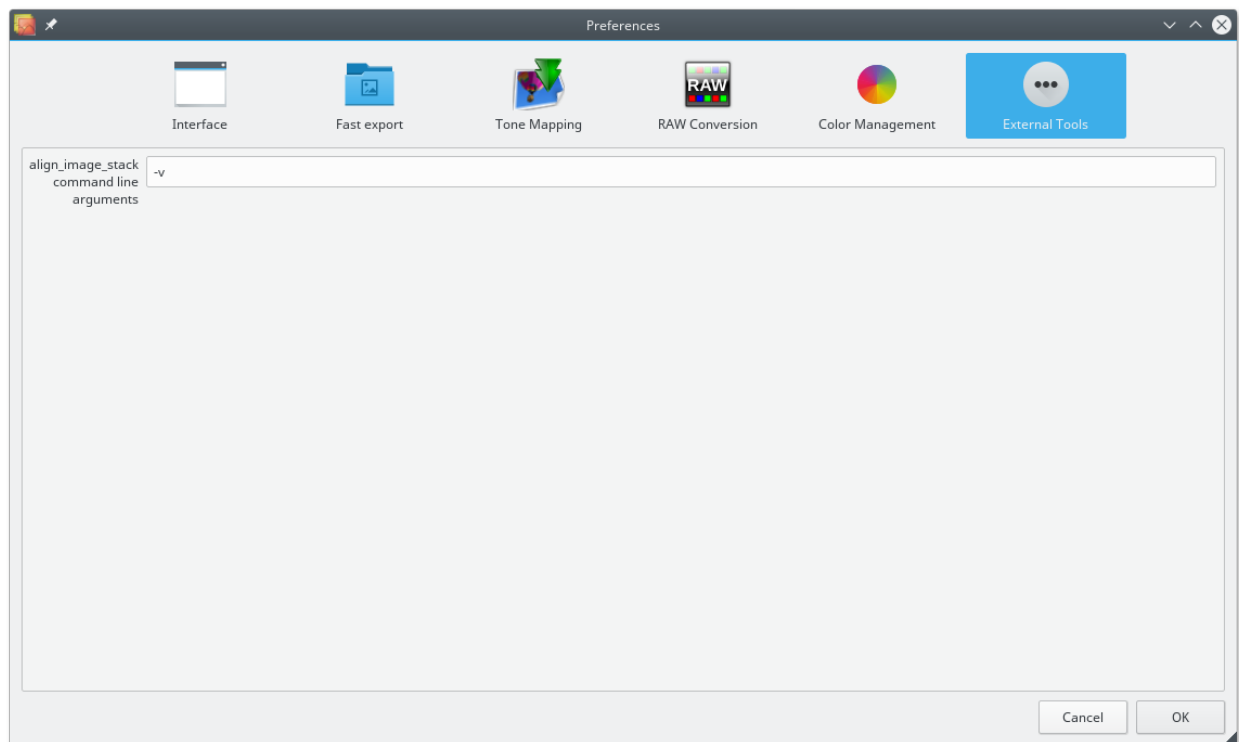 Preferences
RAW
Interface
Fast export
Tone Mapping
RAW Conversion
Color Management
External Tools
align_image_stack
command line
arguments
-v
Cancel
OK